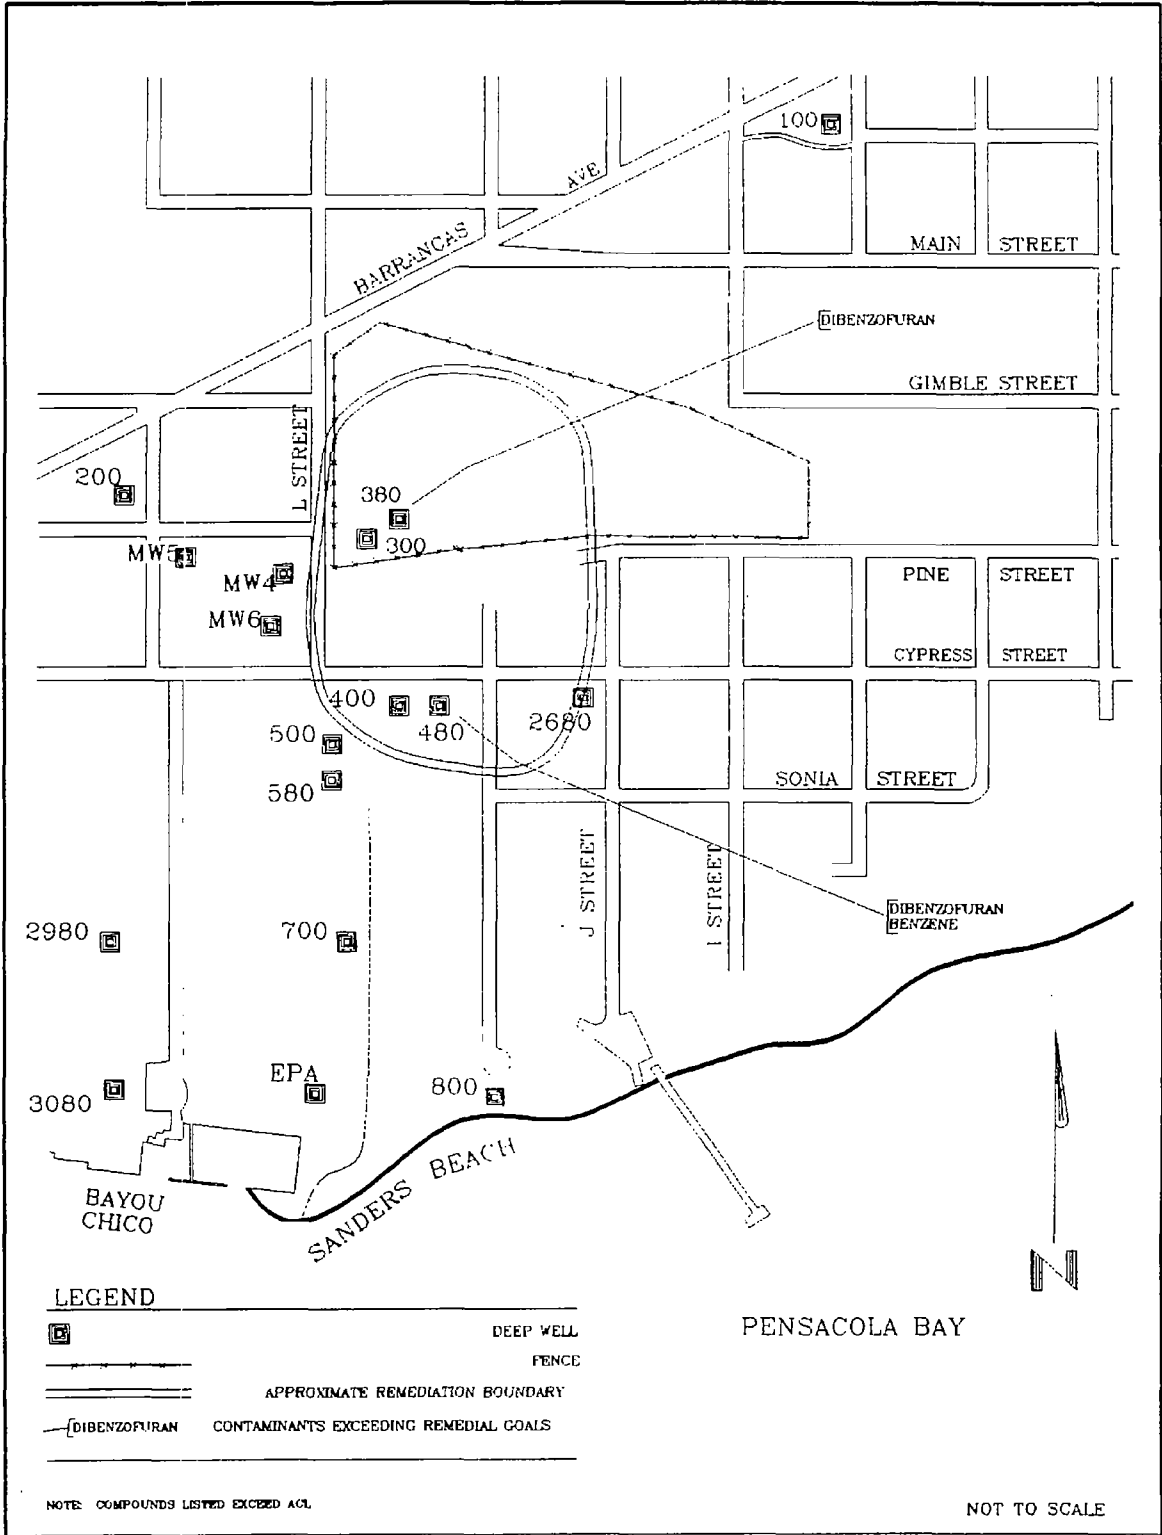 100
AVE
BARRANCAS
MAIN STREET
DIBENZOFURAN
GIMBLE STREET
L STREET
200
380
300
MW5
MW4
MW6
PINE STREET
CYPRESS STREET
400
480
2680
500
580
SONIA STREET
J STREET
I STREET
DIBENZOFURAN
BENZENE
2980
700
EPA
800
3080
BAYOU
CHICO
SANDERS BEACH
N
PENSACOLA BAY
LEGEND
DEEP WELL
FENCE
APPROXIMATE REMEDIATION BOUNDARY
DIBENZOFURAN CONTAMINANTS EXCEEDING REMEDIAL GOALS
NOTE: COMPOUNDS LISTED EXCEED ACL
NOT TO SCALE